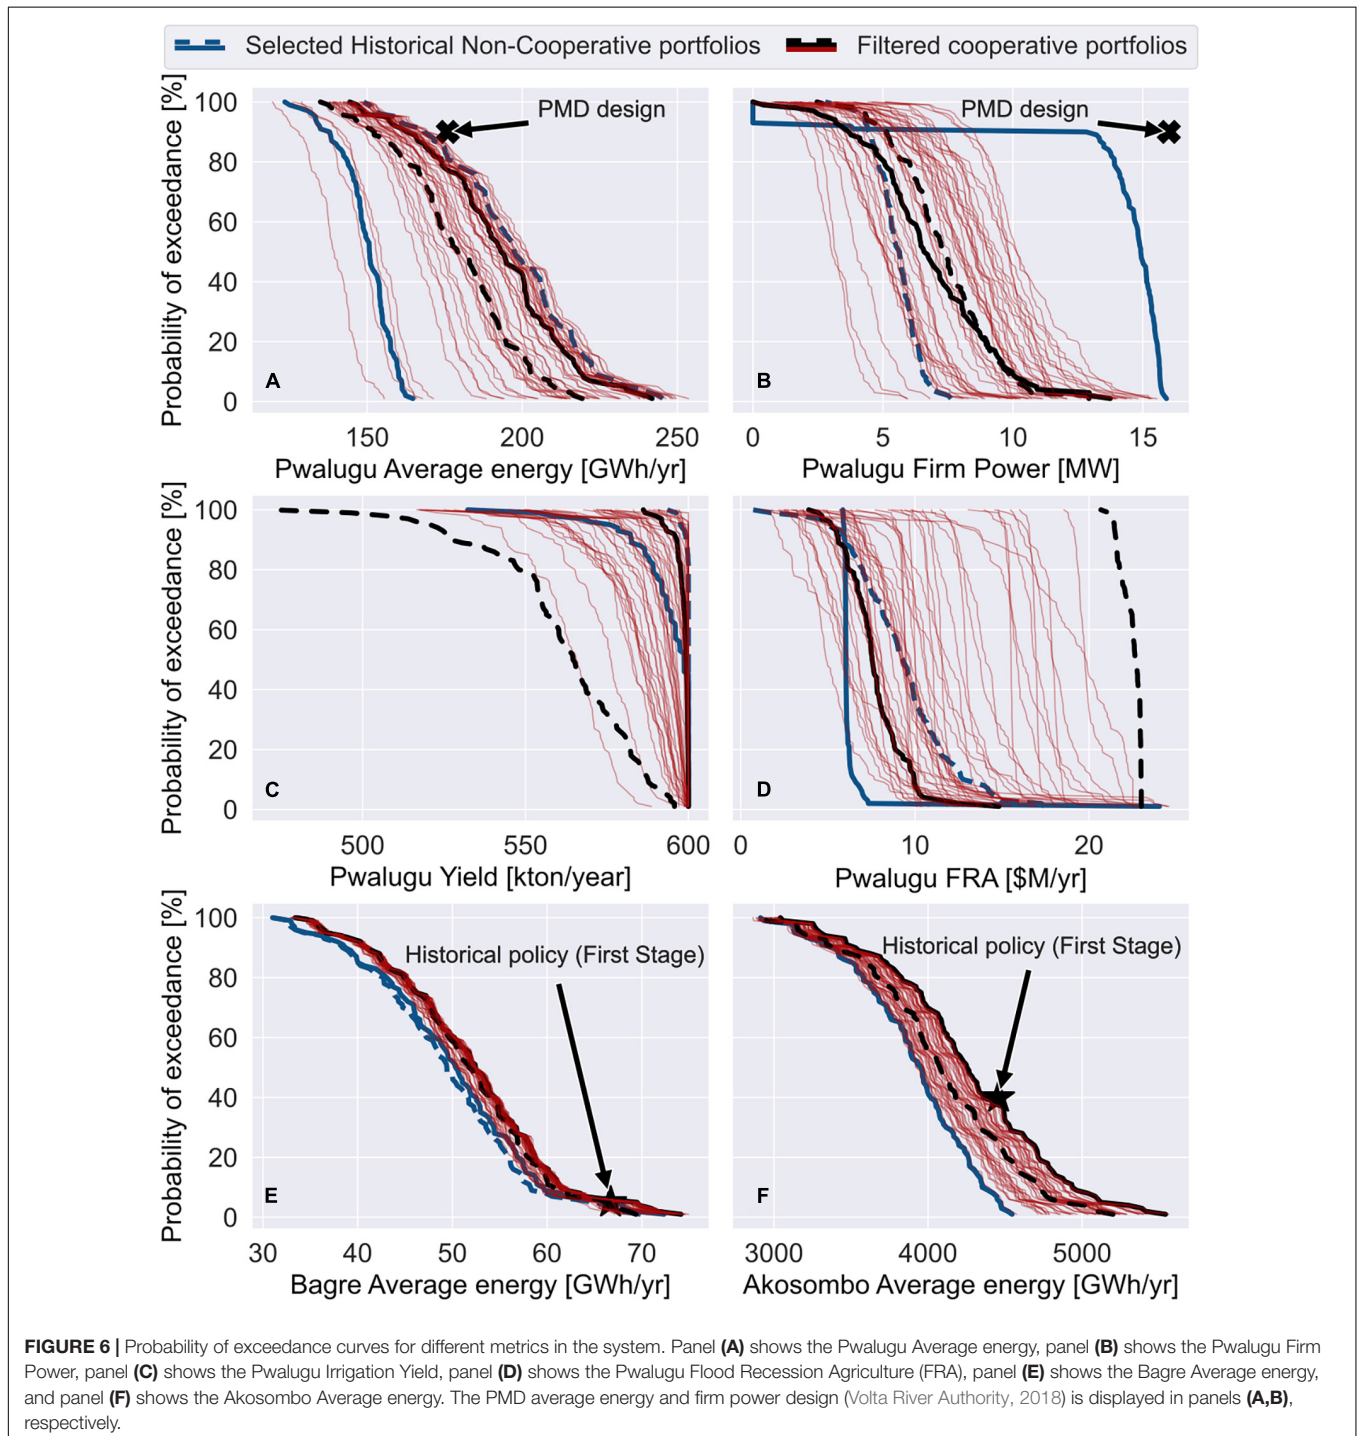 Selected Historical Non-Cooperative portfolios Filtered cooperative portfolios
Probability of exceedance [%]
100
80
60
40
20
0
PMD design
A
150 200 250
Pwalugu Average energy [GWh/yr]
PMD design
B
0 5 10 15
Pwalugu Firm Power [MW]
Probability of exceedance [%]
100
80
60
40
20
0
C
500 550 600
Pwalugu Yield [kton/year]
D
0 10 20
Pwalugu FRA [$M/yr]
Probability of exceedance [%]
100
80
60
40
20
0
Historical policy (First Stage)
E
30 40 50 60 70
Bagre Average energy [GWh/yr]
Historical policy (First Stage)
F
3000 4000 5000
Akosombo Average energy [GWh/yr]
FIGURE 6 | Probability of exceedance curves for different metrics in the system. Panel (A) shows the Pwalugu Average energy, panel (B) shows the Pwalugu Firm
Power, panel (C) shows the Pwalugu Irrigation Yield, panel (D) shows the Pwalugu Flood Recession Agriculture (FRA), panel (E) shows the Bagre Average energy,
and panel (F) shows the Akosombo Average energy. The PMD average energy and firm power design (Volta River Authority, 2018) is displayed in panels (A,B),
respectively.